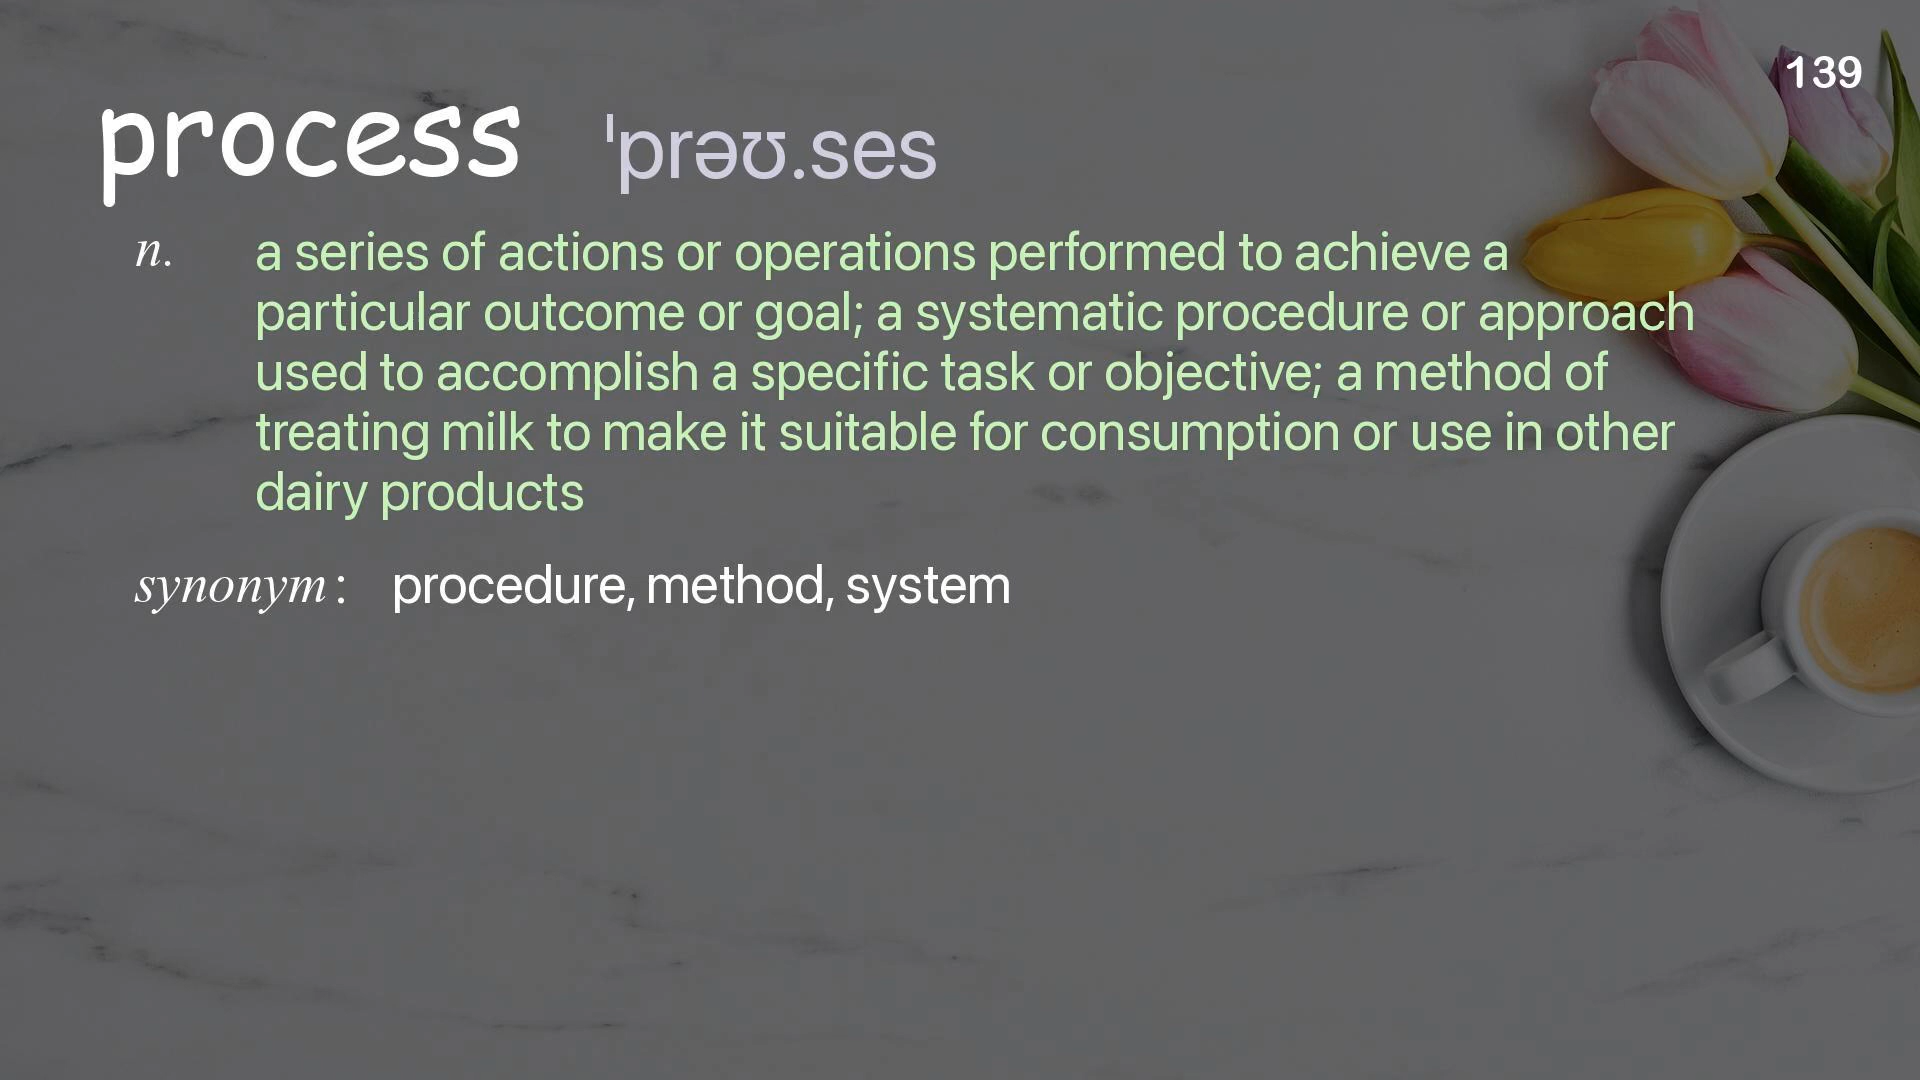 139
process ˈprəʊ.ses
n. a series of actions or operations performed to achieve a
particular outcome or goal; a systematic procedure or approach
used to accomplish a specific task or objective; a method of
treating milk to make it suitable for consumption or use in other
dairy products
synonym: procedure, method, system